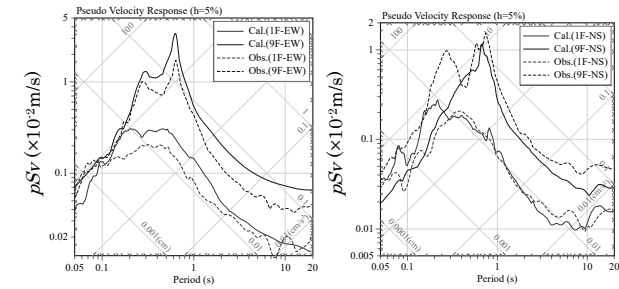 Pseudo Velocity Response (h=5%)
5
1
0.1
0.02
pSv (×10⁻²m/s)
100
10
1
0.1
0.01
0.001(cm)
Cal.(1F-EW)
Cal.(9F-EW)
Obs.(1F-EW)
Obs.(9F-EW)
0.05 0.1 1 10 20
Period (s)
Pseudo Velocity Response (h=5%)
2
1
0.1
0.01
0.005
pSv (×10⁻²m/s)
100
10
1
0.1
0.01
0.001
0.0001(cm)
Cal.(1F-NS)
Cal.(9F-NS)
Obs.(1F-NS)
Obs.(9F-NS)
0.05 0.1 1 10 20
Period (s)